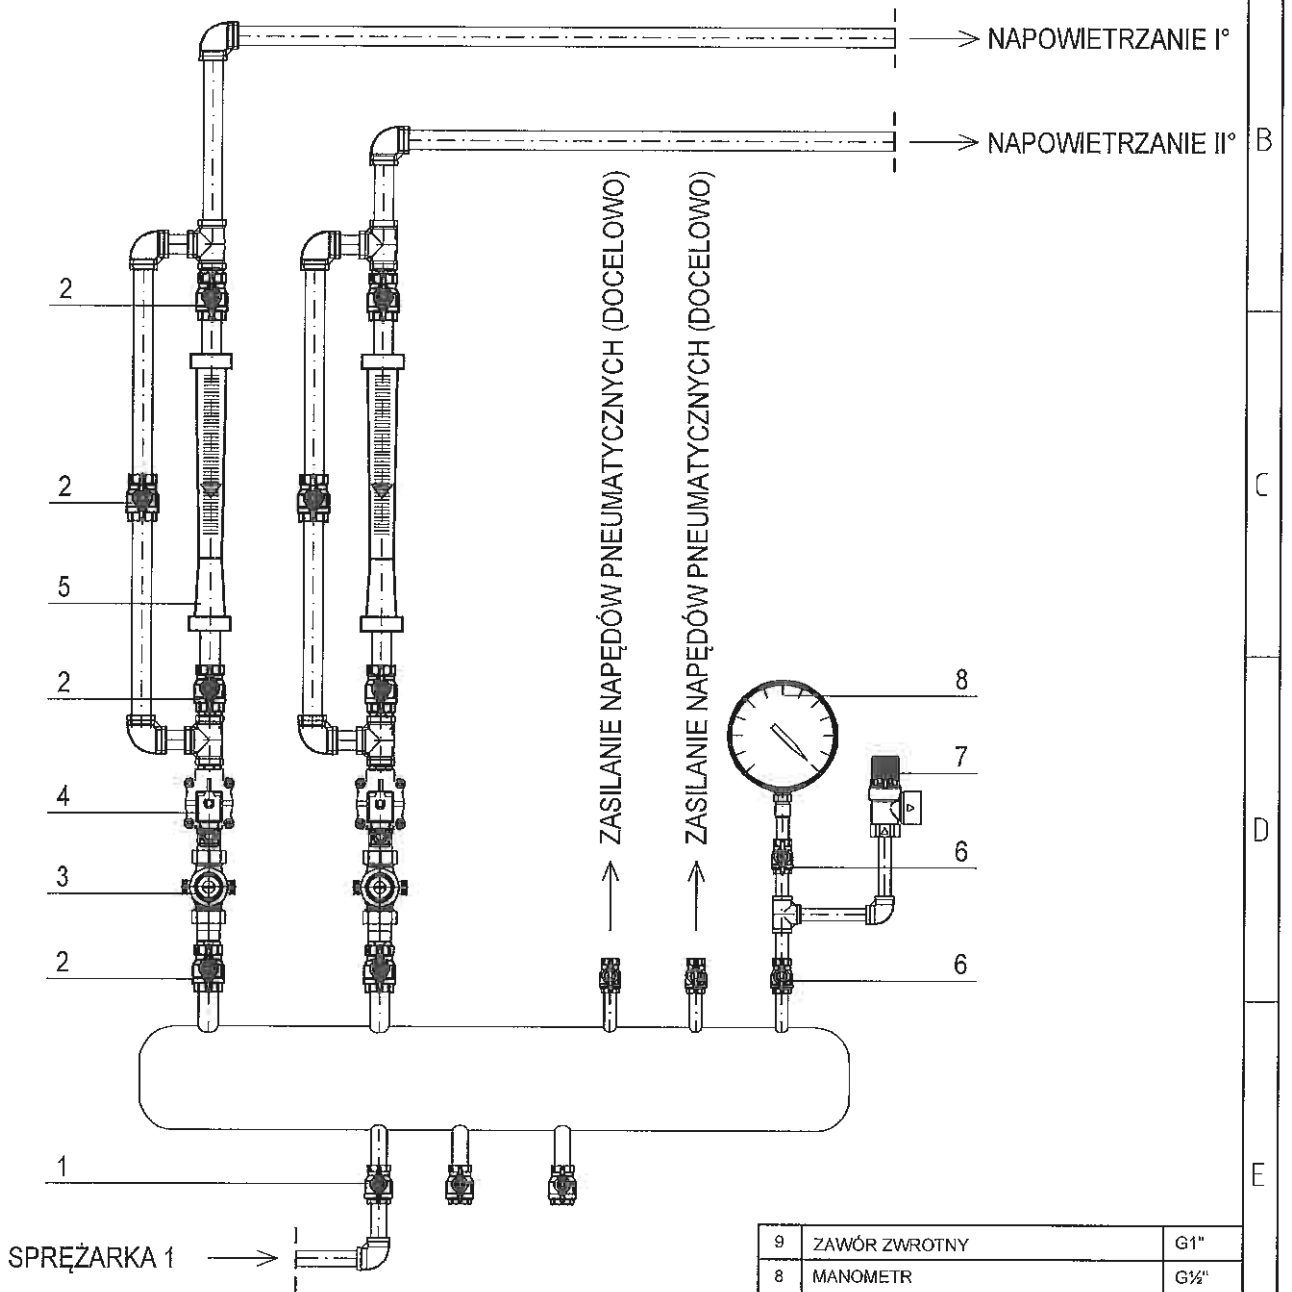 NAPOWIETRZANIE I°
NAPOWIETRZANIE II°
B
ZASILANIE NAPĘDÓW PNEUMATYCZNYCH (DOCELOWO)
ZASILANIE NAPĘDÓW PNEUMATYCZNYCH (DOCELOWO)
2
2
C
5
2
8
7
4
D
3
6
2
6
1
E
SPRĘŻARKA 1
9 ZAWÓR ZWROTNY G1"
8 MANOMETR G½"